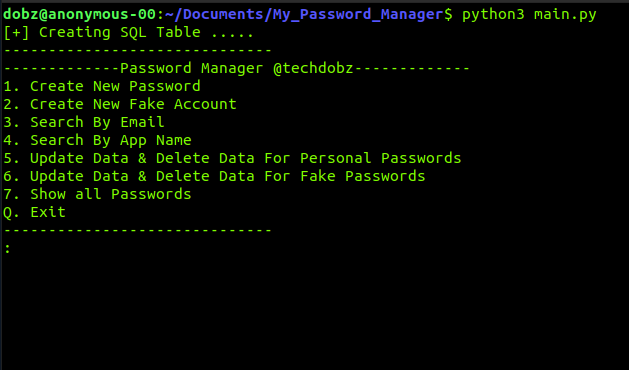 dobz@anonymous-00:~/Documents/My_Password_Manager$ python3 main.py
[+] Creating SQL Table .....
------------------------------
-------------Password Manager @techdobz-------------
1. Create New Password
2. Create New Fake Account
3. Search By Email
4. Search By App Name
5. Update Data & Delete Data For Personal Passwords
6. Update Data & Delete Data For Fake Passwords
7. Show all Passwords
Q. Exit
------------------------------
: